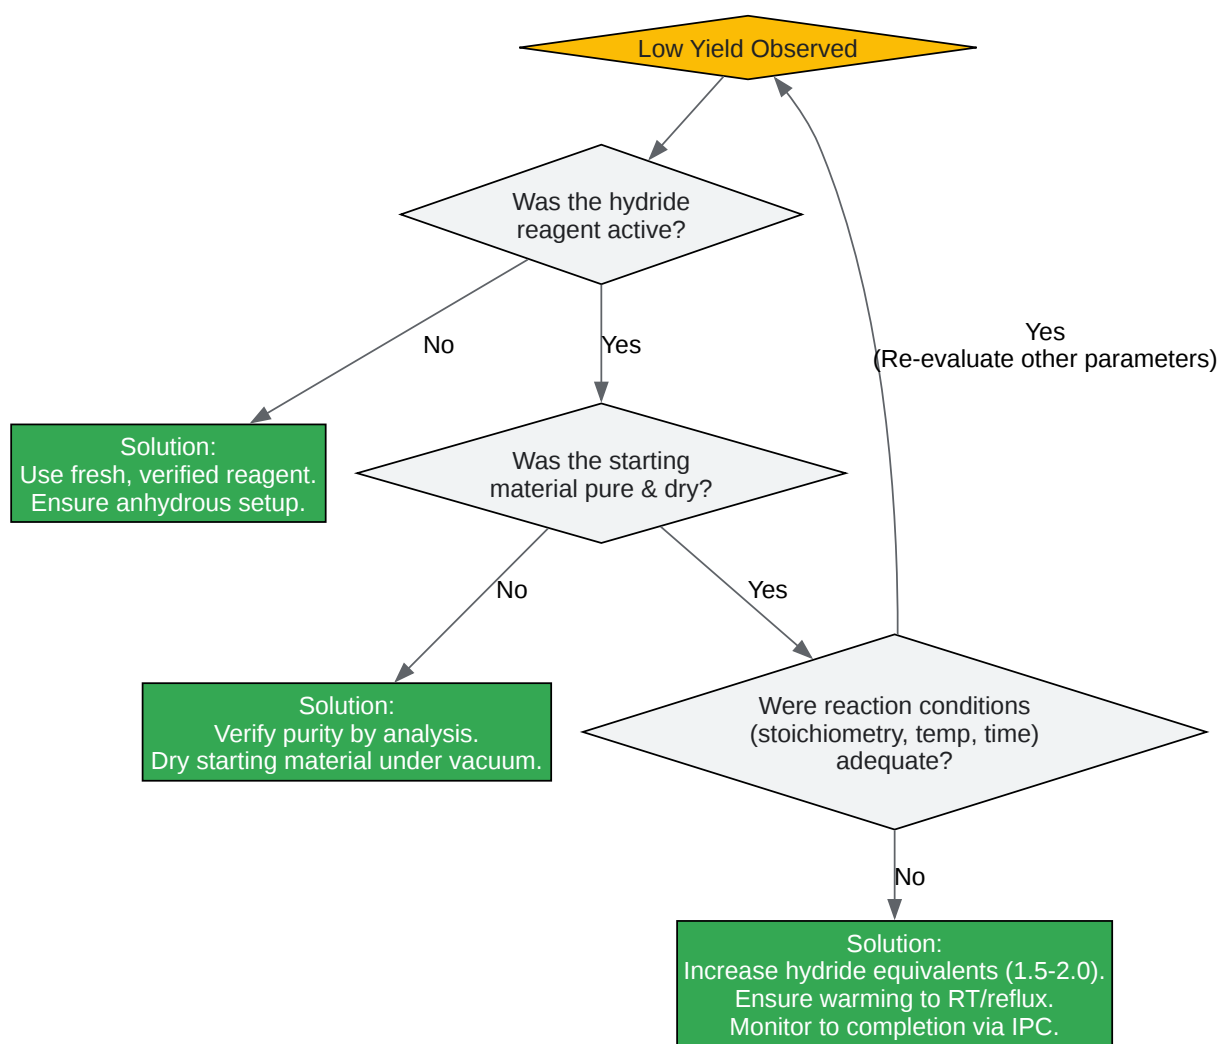 Low Yield Observed
Was the hydride
reagent active?
Yes
(Re-evaluate other parameters)
No
Yes
Solution:
Use fresh, verified reagent.
Ensure anhydrous setup.
Was the starting
material pure & dry?
No
Yes
Solution:
Verify purity by analysis.
Dry starting material under vacuum.
Were reaction conditions
(stoichiometry, temp, time)
adequate?
No
Solution:
Increase hydride equivalents (1.5-2.0).
Ensure warming to RT/reflux.
Monitor to completion via IPC.